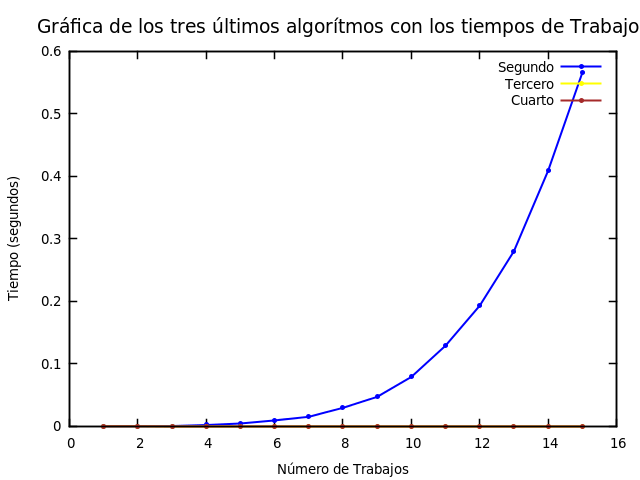 Gráfica de los tres últimos algorítmos con los tiempos de Trabajo
0.6
0.5
0.4
0.3
0.2
0.1
0
Segundo
Tercero
Cuarto
Tiempo (segundos)
0 2 4 6 8 10 12 14 16
Número de Trabajos